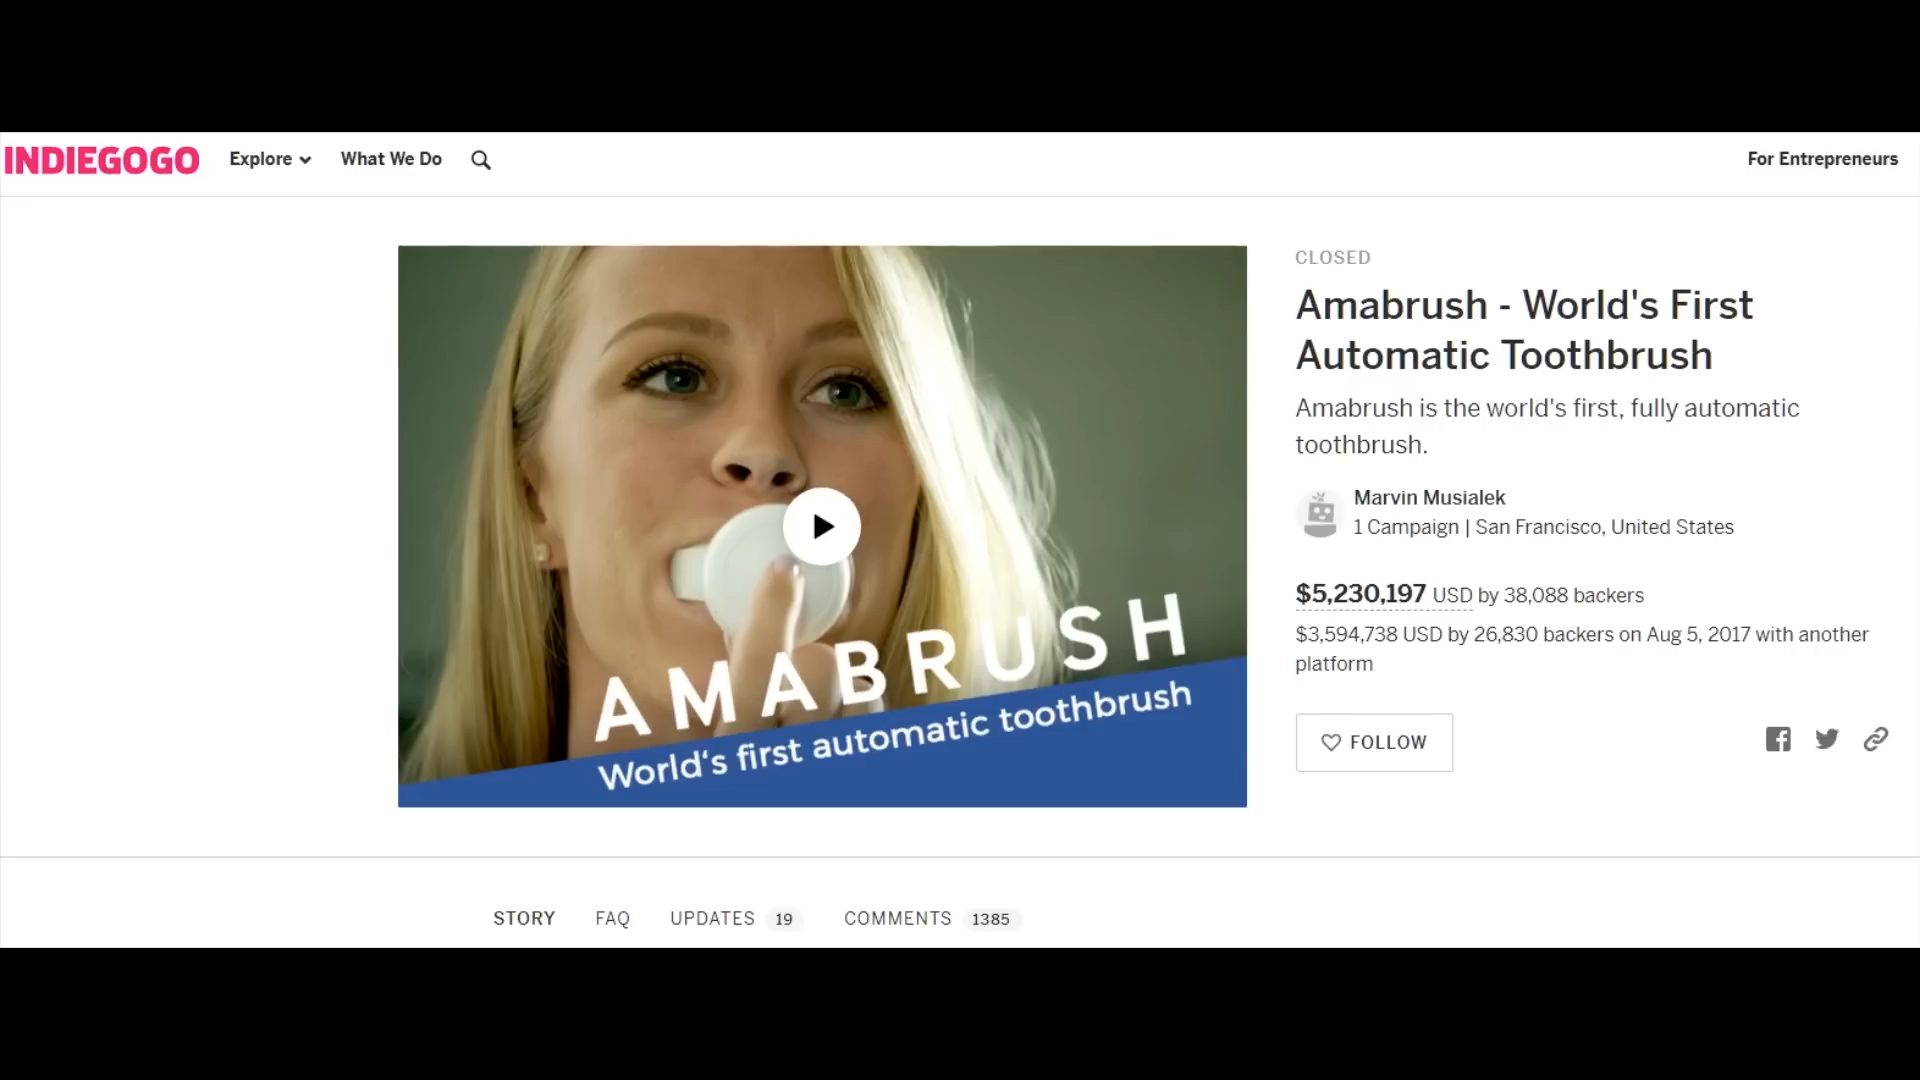 INDIEGOGO
Explore
What We Do
For Entrepreneurs
AMABRUSH
World's first automatic toothbrush
CLOSED
Amabrush - World's First
Automatic Toothbrush
Amabrush is the world's first, fully automatic
toothbrush.
Marvin Musialek
1 Campaign | San Francisco, United States
$5,230,197 USD by 38,088 backers
$3,594,738 USD by 26,830 backers on Aug 5, 2017 with another
platform
FOLLOW
STORY FAQ UPDATES 19 COMMENTS 1385